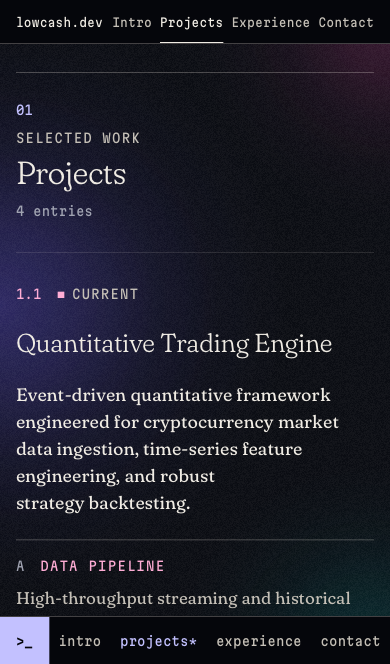 lowcash.dev Intro Projects Experience Contact
01
SELECTED WORK
Projects
4 entries
1.1 ■ CURRENT
Quantitative Trading Engine
Event-driven quantitative framework
engineered for cryptocurrency market
data ingestion, time-series feature
engineering, and robust
strategy backtesting.
A DATA PIPELINE
High-throughput streaming and historical
>_ intro projects* experience contact